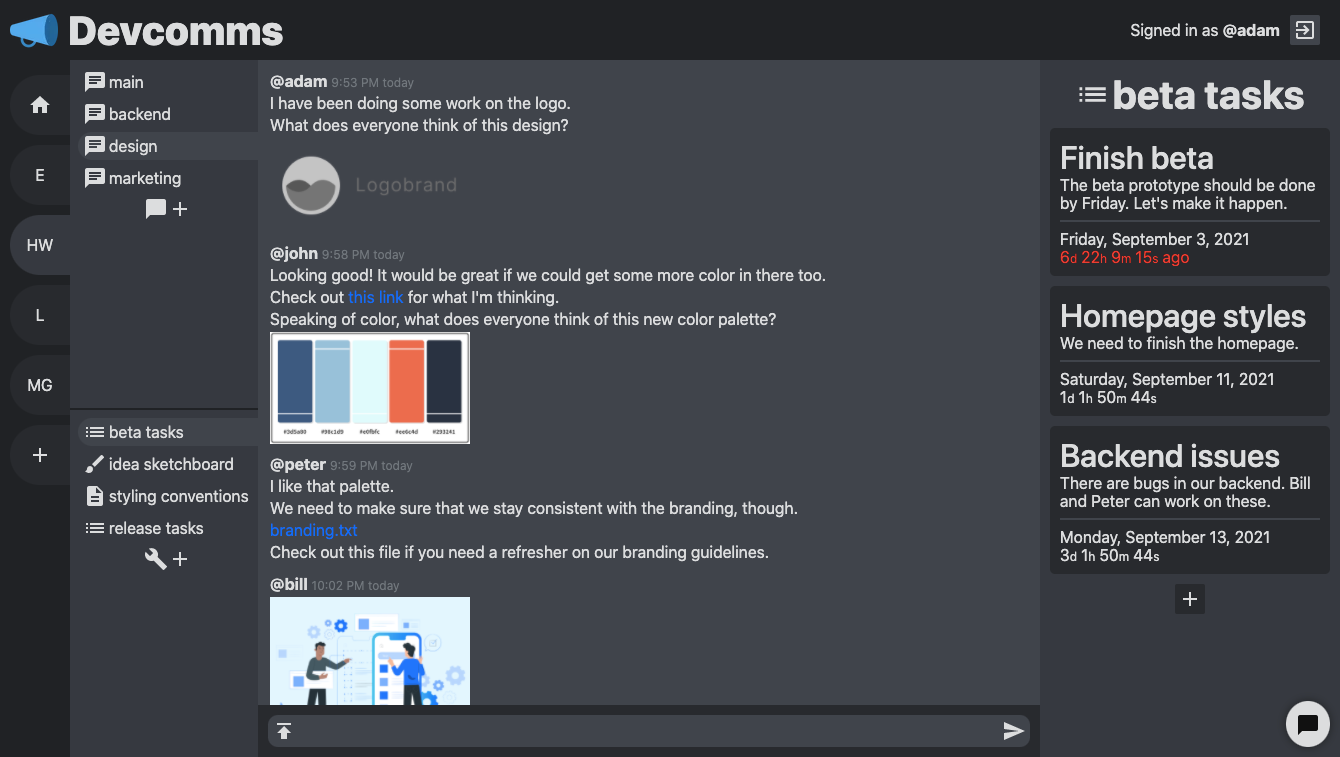 Devcomms
Signed in as @adam
E
HW
L
MG
main
backend
design
marketing
beta tasks
idea sketchboard
styling conventions
release tasks
@adam 9:53 PM today
I have been doing some work on the logo.
What does everyone think of this design?
Logobrand
@john 9:58 PM today
Looking good! It would be great if we could get some more color in there too.
Check out this link for what I'm thinking.
Speaking of color, what does everyone think of this new color palette?
#3d5a80 #98c1d9 #e0fbfc #ee6c4d #293241
@peter 9:59 PM today
I like that palette.
We need to make sure that we stay consistent with the branding, though.
branding.txt
Check out this file if you need a refresher on our branding guidelines.
@bill 10:02 PM today
beta tasks
Finish beta
The beta prototype should be done
by Friday. Let's make it happen.
Friday, September 3, 2021
6d 22h 9m 15s ago
Homepage styles
We need to finish the homepage.
Saturday, September 11, 2021
1d 1h 50m 44s
Backend issues
There are bugs in our backend. Bill
and Peter can work on these.
Monday, September 13, 2021
3d 1h 50m 44s